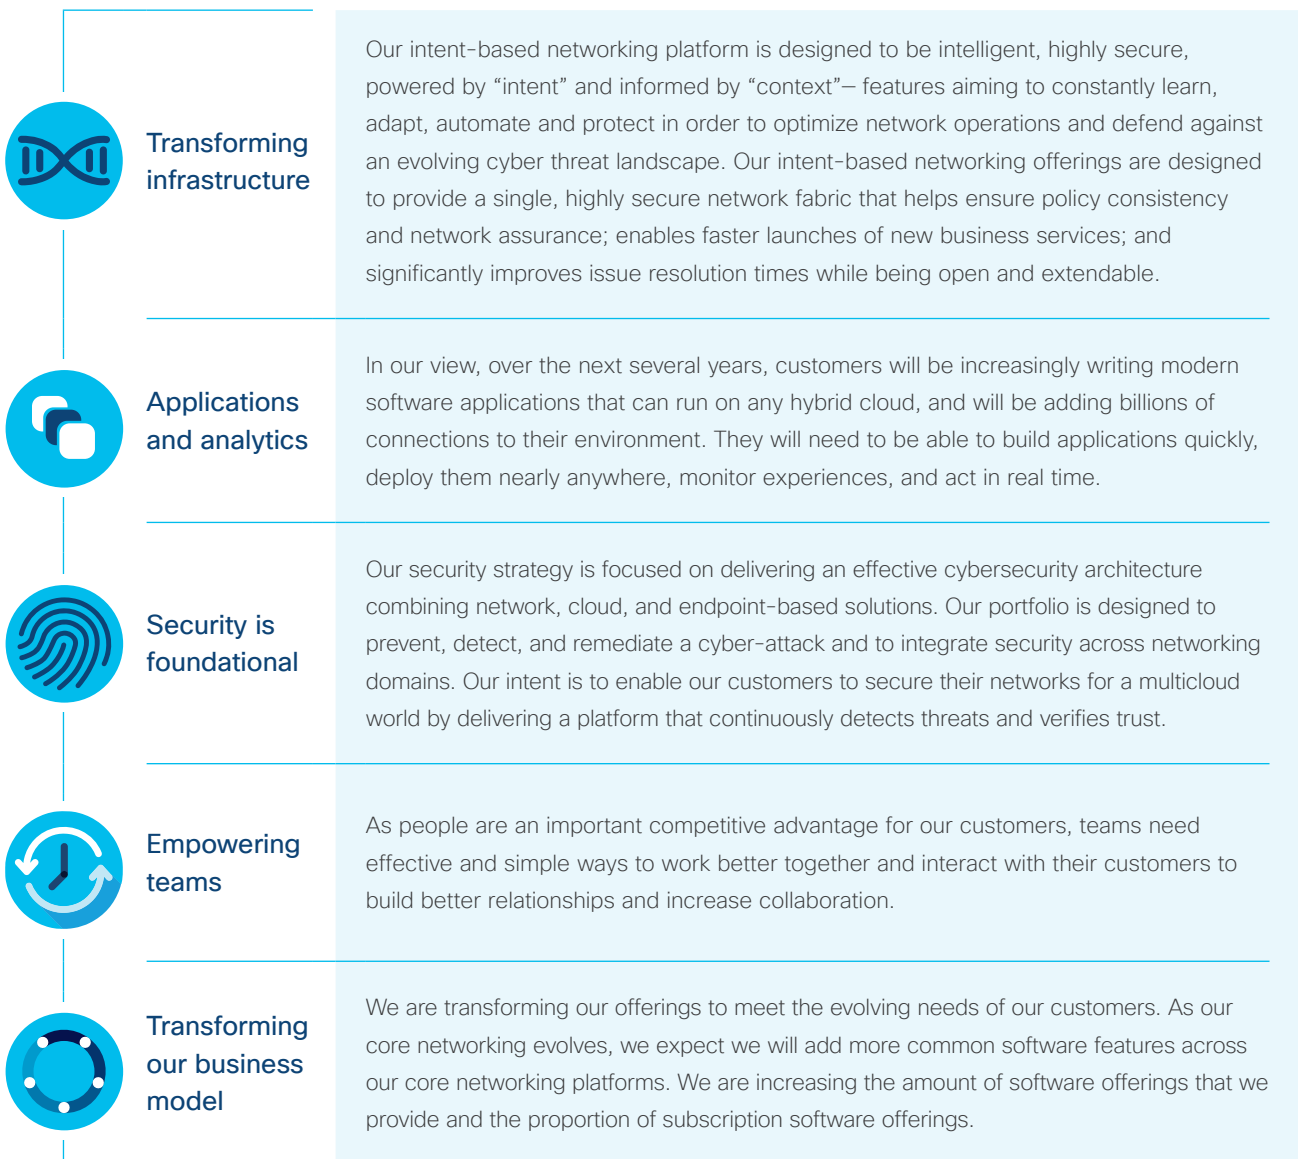 Transforming
infrastructure
Our intent-based networking platform is designed to be intelligent, highly secure,
powered by “intent” and informed by “context”— features aiming to constantly learn,
adapt, automate and protect in order to optimize network operations and defend against
an evolving cyber threat landscape. Our intent-based networking offerings are designed
to provide a single, highly secure network fabric that helps ensure policy consistency
and network assurance; enables faster launches of new business services; and
significantly improves issue resolution times while being open and extendable.
Applications
and analytics
In our view, over the next several years, customers will be increasingly writing modern
software applications that can run on any hybrid cloud, and will be adding billions of
connections to their environment. They will need to be able to build applications quickly,
deploy them nearly anywhere, monitor experiences, and act in real time.
Security is
foundational
Our security strategy is focused on delivering an effective cybersecurity architecture
combining network, cloud, and endpoint-based solutions. Our portfolio is designed to
prevent, detect, and remediate a cyber-attack and to integrate security across networking
domains. Our intent is to enable our customers to secure their networks for a multicloud
world by delivering a platform that continuously detects threats and verifies trust.
Empowering
teams
As people are an important competitive advantage for our customers, teams need
effective and simple ways to work better together and interact with their customers to
build better relationships and increase collaboration.
Transforming
our business
model
We are transforming our offerings to meet the evolving needs of our customers. As our
core networking evolves, we expect we will add more common software features across
our core networking platforms. We are increasing the amount of software offerings that we
provide and the proportion of subscription software offerings.